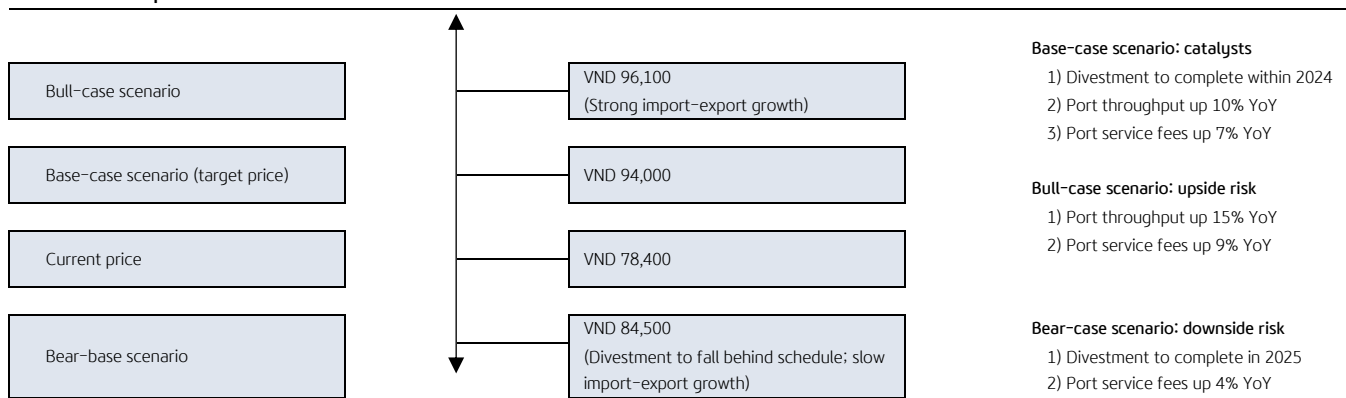 Bull-case scenario
VND 96,100
(Strong import-export growth)
Base-case scenario (target price)
VND 94,000
Current price
VND 78,400
Bear-base scenario
VND 84,500
(Divestment to fall behind schedule; slow
import-export growth)
Base-case scenario: catalysts
1) Divestment to complete within 2024
2) Port throughput up 10% YoY
3) Port service fees up 7% YoY
Bull-case scenario: upside risk
1) Port throughput up 15% YoY
2) Port service fees up 9% YoY
Bear-case scenario: downside risk
1) Divestment to complete in 2025
2) Port service fees up 4% YoY